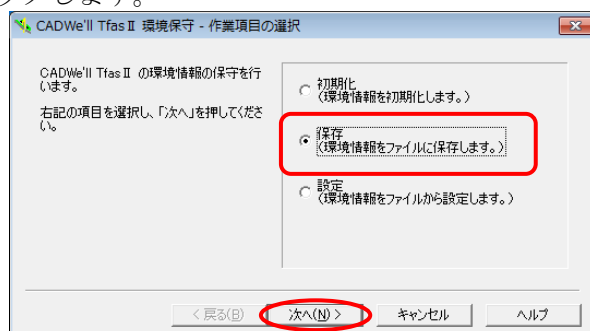 クします。
CADWe'll TfasⅡ 環境保守 - 作業項目の選択
CADWe'll TfasⅡ の環境情報の保守を行
います。
右記の項目を選択し、「次へ」を押してくださ
い。
初期化
(環境情報を初期化します。)
保存
(環境情報をファイルに保存します。)
設定
(環境情報をファイルから設定します。)
< 戻る(B)
次へ(N) >
キャンセル
ヘルプ